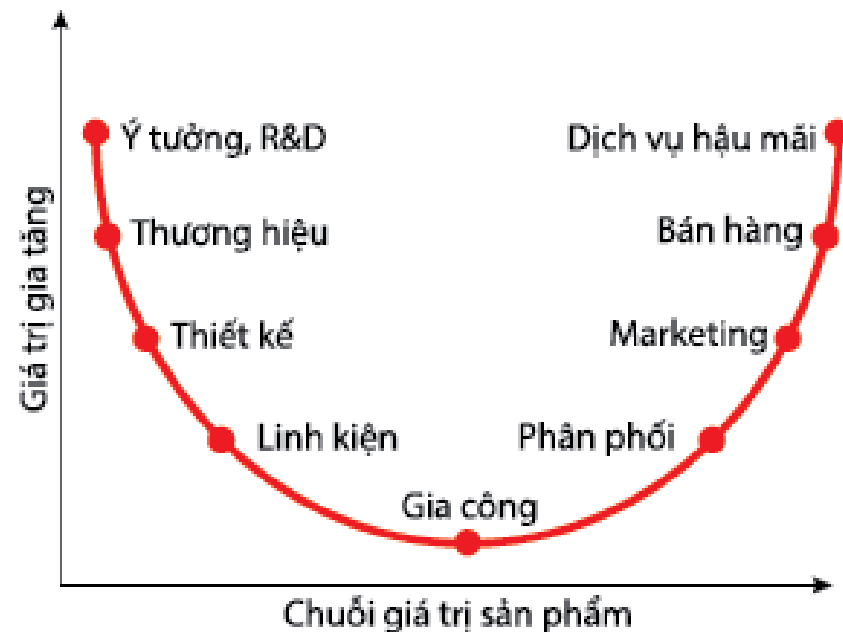 Giá trị gia tăng
Ý tưởng, R&D
Thương hiệu
Thiết kế
Linh kiện
Gia công
Phân phối
Marketing
Bán hàng
Dịch vụ hậu mãi
Chuỗi giá trị sản phẩm